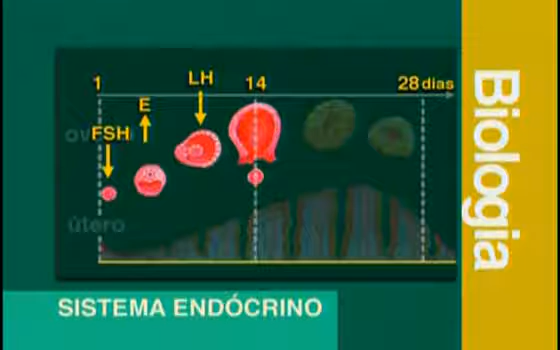 1
LH
14
28 dias
E
ovário
FSH
útero
SISTEMA ENDÓCRINO
Biologia